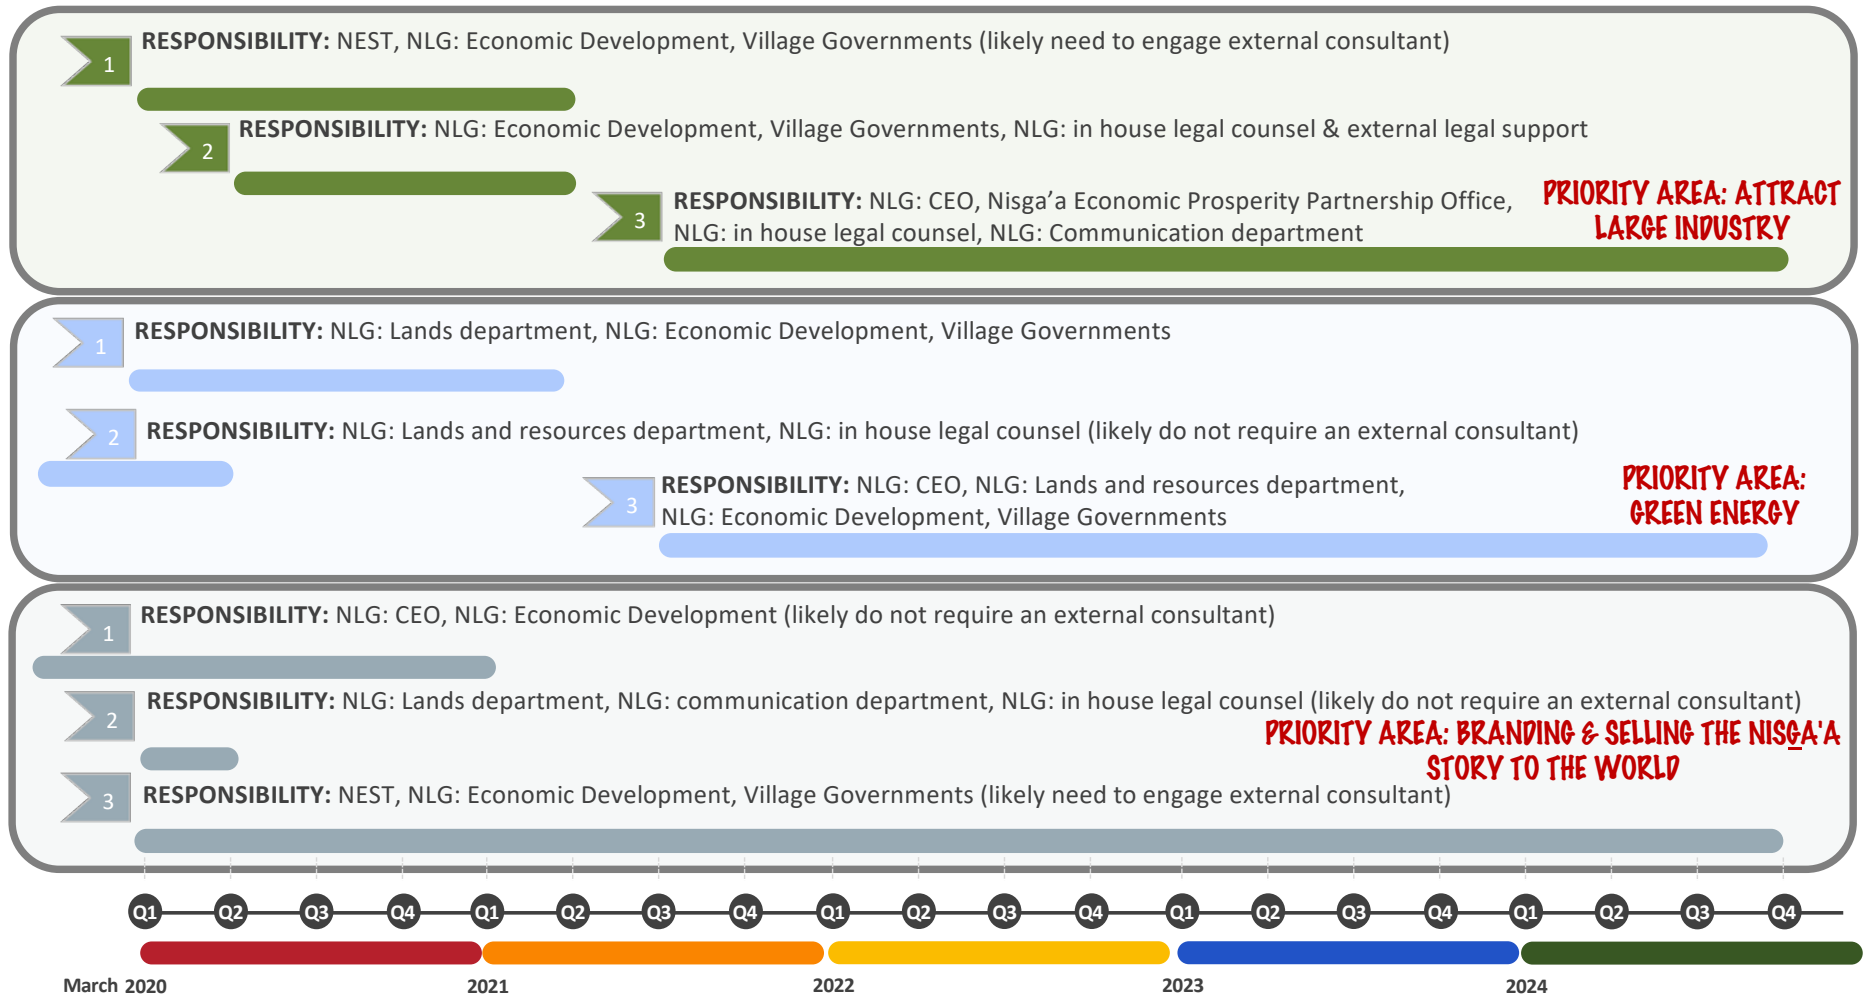 1
RESPONSIBILITY: NEST, NLG: Economic Development, Village Governments (likely need to engage external consultant)
2
RESPONSIBILITY: NLG: Economic Development, Village Governments, NLG: in house legal counsel & external legal support
3
RESPONSIBILITY: NLG: CEO, Nisga’a Economic Prosperity Partnership Office,
NLG: in house legal counsel, NLG: Communication department
PRIORITY AREA: ATTRACT
LARGE INDUSTRY
1
RESPONSIBILITY: NLG: Lands department, NLG: Economic Development, Village Governments
2
RESPONSIBILITY: NLG: Lands and resources department, NLG: in house legal counsel (likely do not require an external consultant)
3
RESPONSIBILITY: NLG: CEO, NLG: Lands and resources department,
NLG: Economic Development, Village Governments
PRIORITY AREA:
GREEN ENERGY
1
RESPONSIBILITY: NLG: CEO, NLG: Economic Development (likely do not require an external consultant)
2
RESPONSIBILITY: NLG: Lands department, NLG: communication department, NLG: in house legal counsel (likely do not require an external consultant)
PRIORITY AREA: BRANDING & SELLING THE NISG̲A'A
STORY TO THE WORLD
3
RESPONSIBILITY: NEST, NLG: Economic Development, Village Governments (likely need to engage external consultant)
Q1 Q2 Q3 Q4 Q1 Q2 Q3 Q4 Q1 Q2 Q3 Q4 Q1 Q2 Q3 Q4 Q1 Q2 Q3 Q4
March 2020 2021 2022 2023 2024